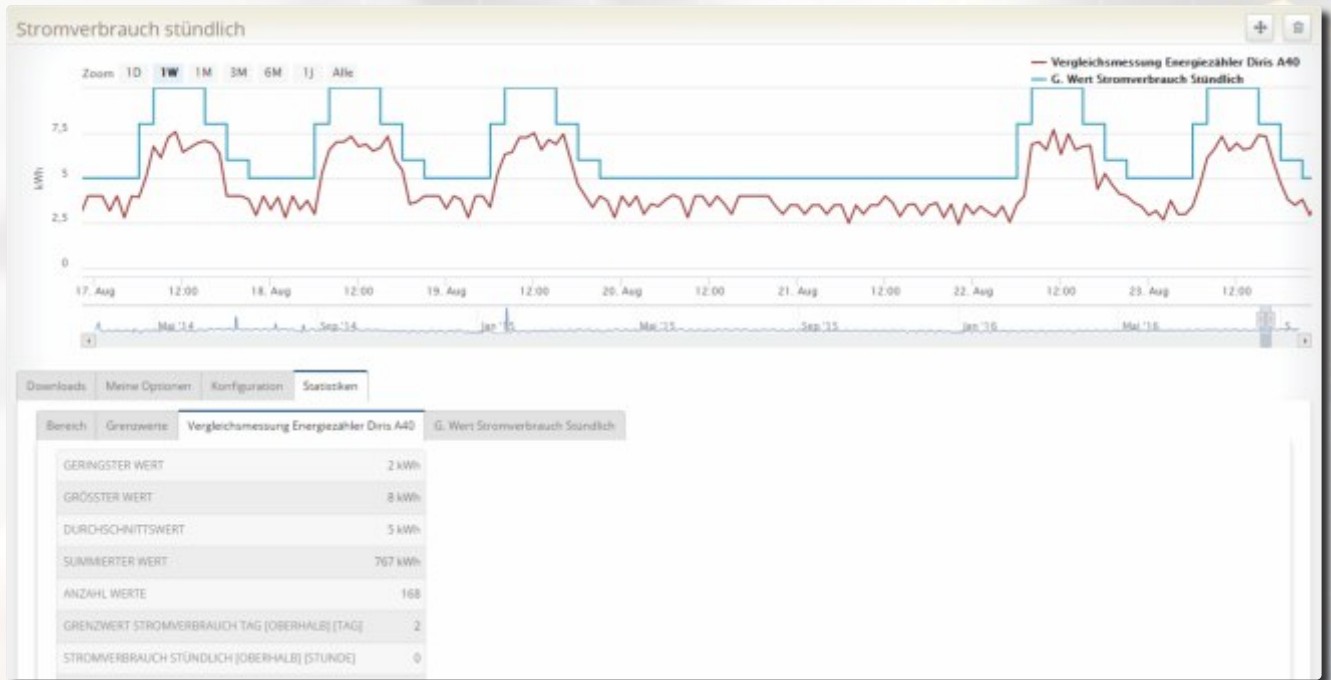 Stromverbrauch stündlich
Zoom 1D 1W 1M 3M 6M 1J Alle
Vergleichsmessung Energiezähler Diris A40
G. Wert Stromverbrauch Stündlich
7,5
kWh
5
2,5
0
17. Aug 12:00 18. Aug 12:00 19. Aug 12:00 20. Aug 12:00 21. Aug 12:00 22. Aug 12:00 23. Aug 12:00
Mai '14 Sep '14 Jan '15 Mai '15 Sep '15 Jan '16 Mai '16 S...
Downloads Meine Optionen Konfiguration Statistiken
Bereich Grenzwerte Vergleichsmessung Energiezähler Diris A40 G. Wert Stromverbrauch Stündlich
GERINGSTER WERT 2 kWh
GRÖSSTER WERT 8 kWh
DURCHSCHNITTSWERT 5 kWh
SUMMIERTER WERT 767 kWh
ANZAHL WERTE 168
GRENZWERT STROMVERBRAUCH TAG [OBERHALB] [TAG] 2
STROMVERBRAUCH STÜNDLICH [OBERHALB] [STUNDE] 0